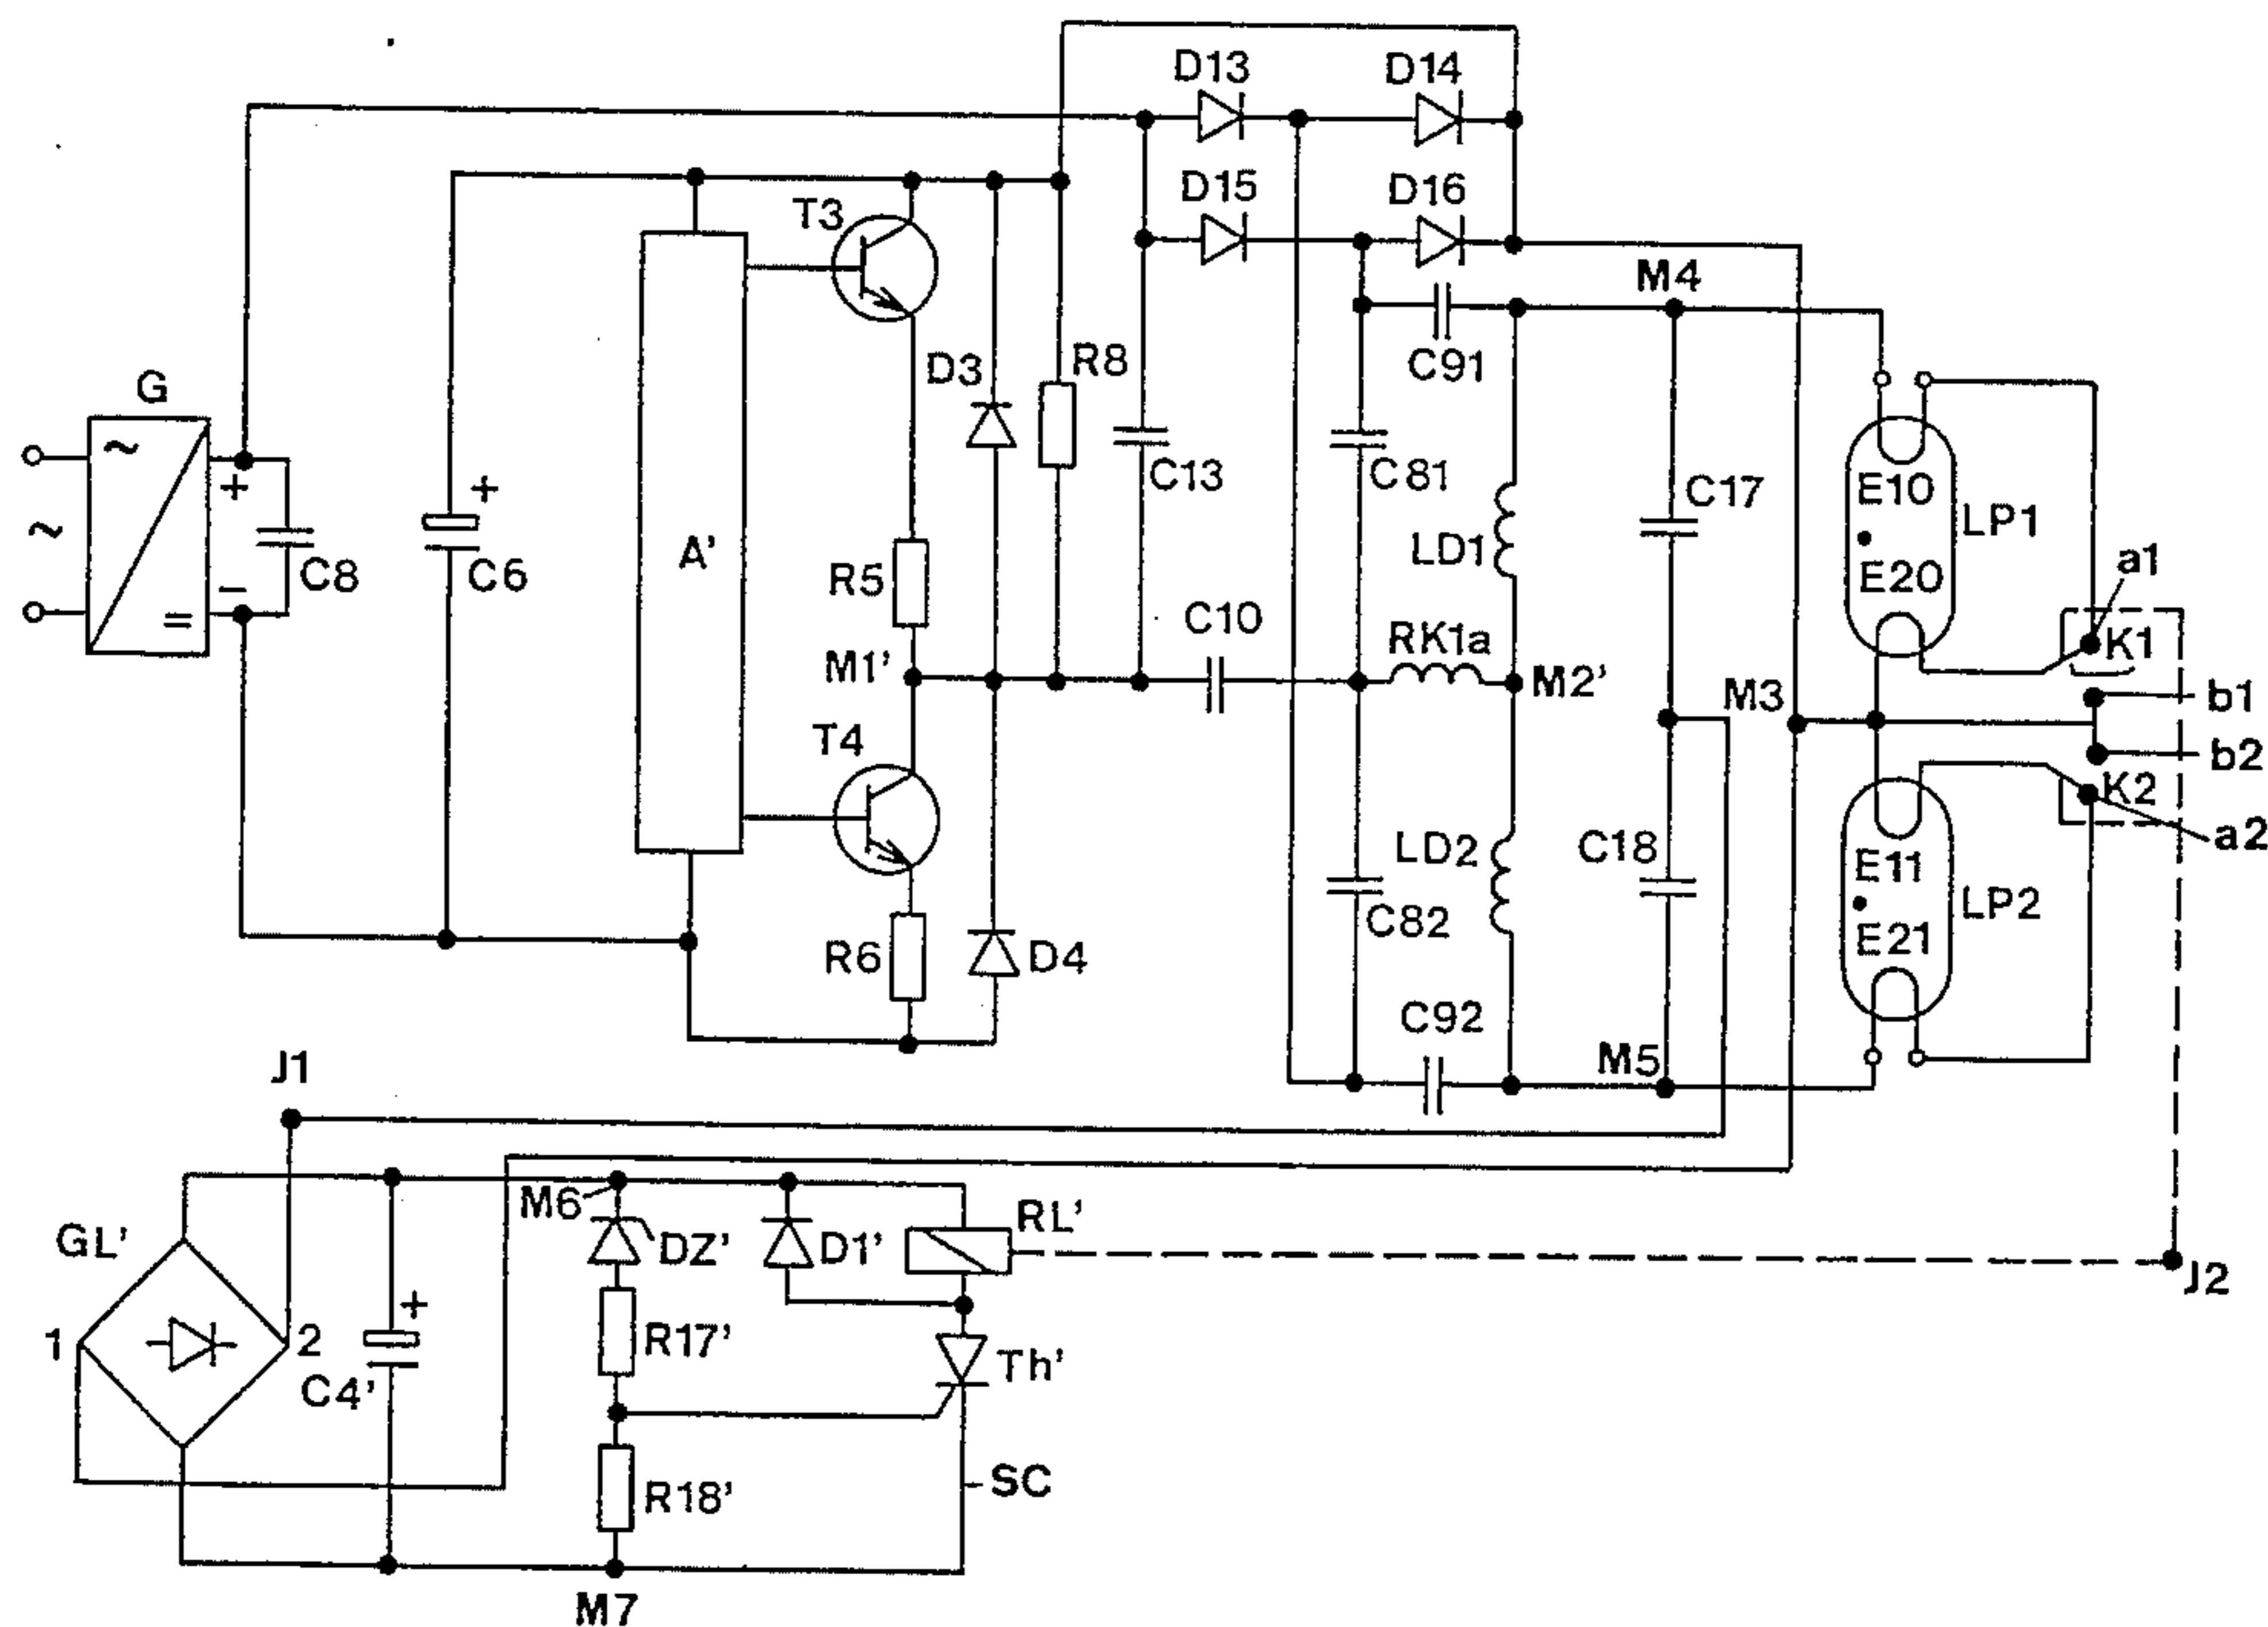 D13
D14
D15
D16
T3
M4
G
~
~
+
−
=
C8
+
C6
A'
D3
R8
C13
C91
C81
C17
E10
LP1
E20
LD1
R5
a1
K1
C10
RK1a
M1'
M2'
M3
b1
b2
T4
K2
a2
LD2
C18
E11
LP2
E21
C82
R6
D4
C92
M5
J1
M6
RL'
GL'
DZ'
D1'
J2
+
1
2
R17'
Th'
C4'
SC
R18'
M7